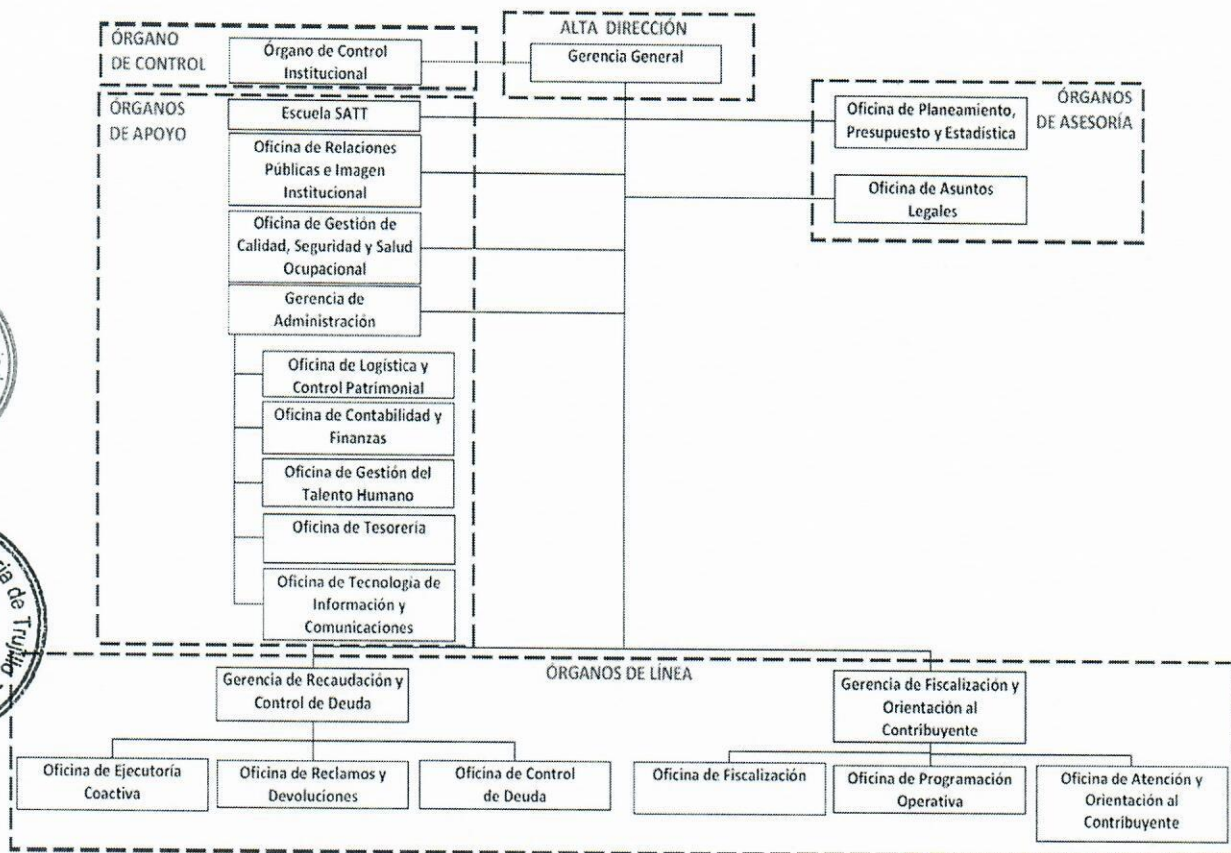 ÓRGANO
DE CONTROL
Órgano de Control
Institucional
ALTA DIRECCIÓN
Gerencia General
ÓRGANOS
DE APOYO
Escuela SATT
Oficina de Relaciones
Públicas e Imagen
Institucional
Oficina de Gestión de
Calidad, Seguridad y Salud
Ocupacional
Gerencia de
Administración
Oficina de Logística y
Control Patrimonial
Oficina de Contabilidad y
Finanzas
Oficina de Gestión del
Talento Humano
Oficina de Tesorería
Oficina de Tecnología de
Información y
Comunicaciones
Oficina de Planeamiento,
Presupuesto y Estadística
ÓRGANOS
DE ASESORÍA
Oficina de Asuntos
Legales
ria de Trujillo
ÓRGANOS DE LÍNEA
Gerencia de Recaudación y
Control de Deuda
Oficina de Ejecutoría
Coactiva
Oficina de Reclamos y
Devoluciones
Oficina de Control
de Deuda
Gerencia de Fiscalización y
Orientación al
Contribuyente
Oficina de Fiscalización
Oficina de Programación
Operativa
Oficina de Atención y
Orientación al
Contribuyente